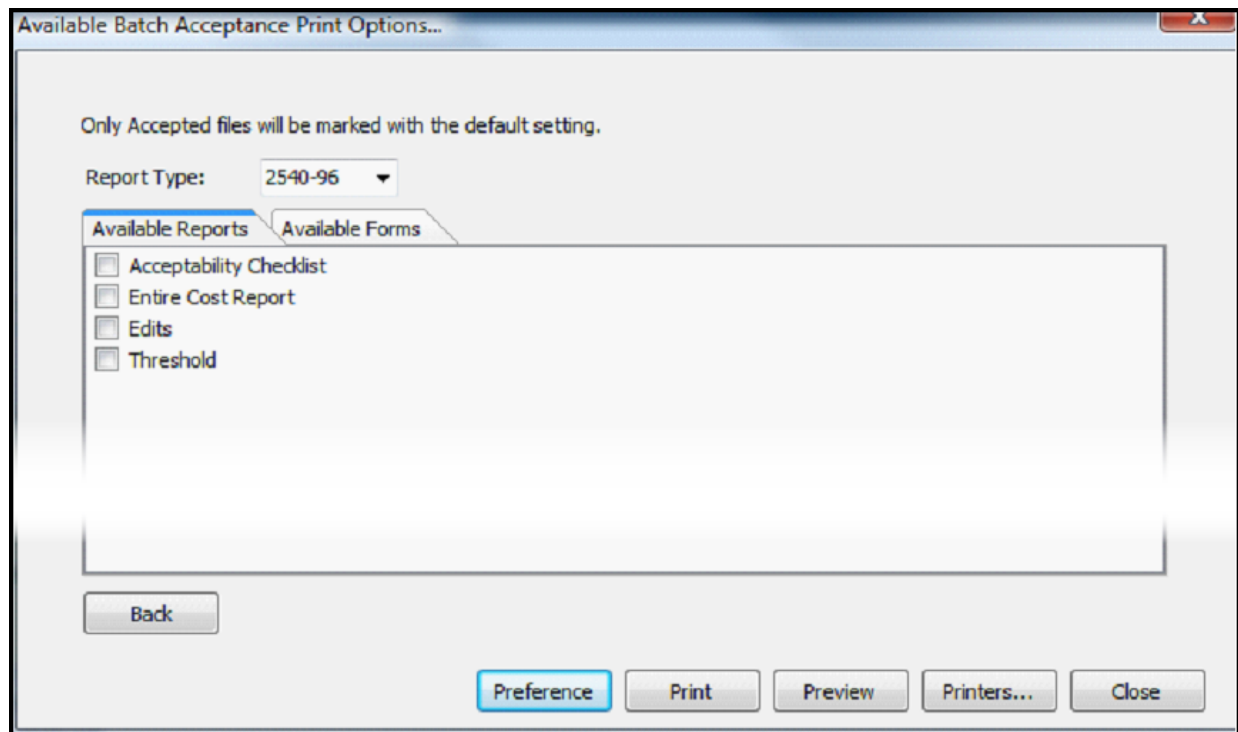 Available Batch Acceptance Print Options...
Only Accepted files will be marked with the default setting.
Report Type: 2540-96
Available Reports Available Forms
Acceptability Checklist
Entire Cost Report
Edits
Threshold
Back
Preference Print Preview Printers... Close